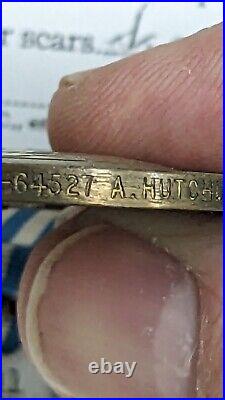 r scars..........
-64527 A. HUTCH